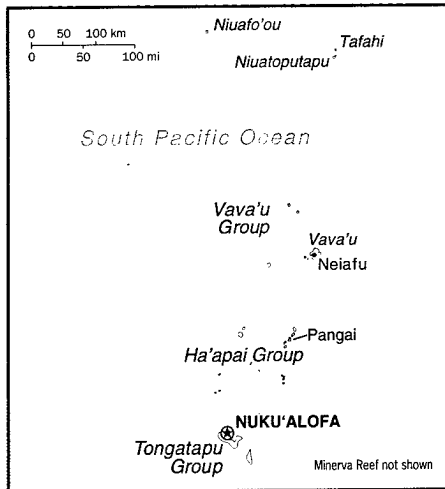 Niuafo'ou
0 50 100 km
0 50 100 mi
Tafahi
Niuatoputapu
South Pacific Ocean
Vava'u
Group
Vava'u
Neiafu
Pangai
Ha'apai Group
NUKU'ALOFA
Tongatapu
Group
Minerva Reef not shown